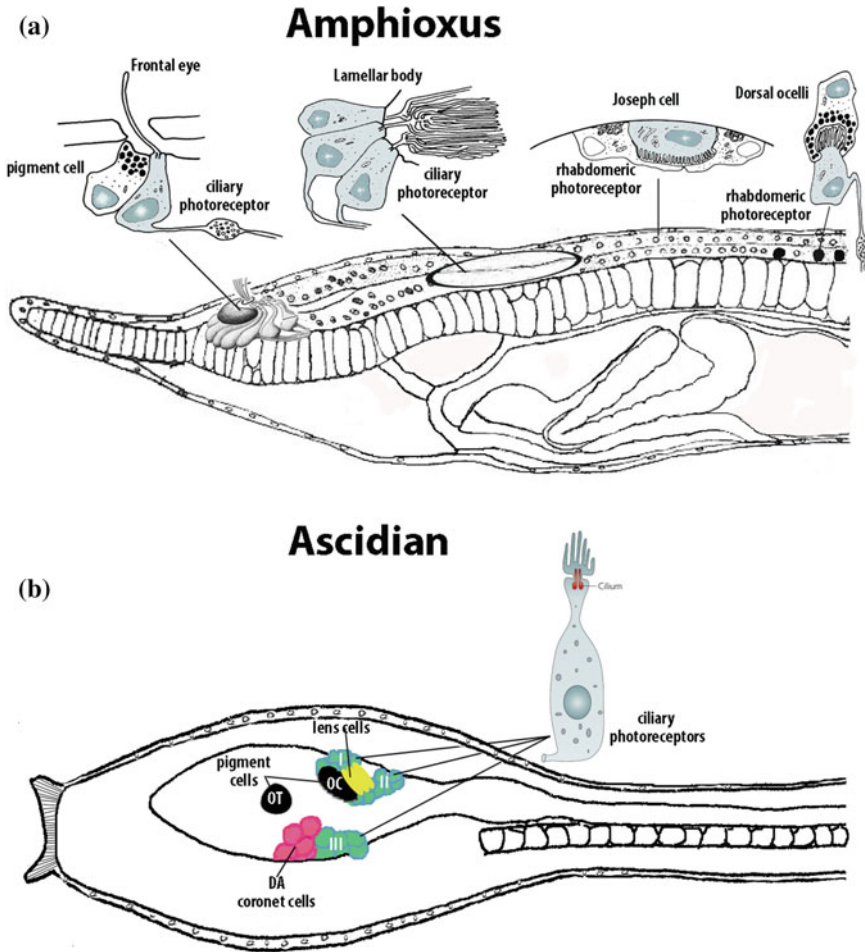 (a)
Amphioxus
Frontal eye
pigment cell
ciliary
photoreceptor
Lamellar body
ciliary
photoreceptor
Joseph cell
rhabdomeric
photoreceptor
Dorsal ocelli
rhabdomeric
photoreceptor
Ascidian
(b)
Cilium
ciliary
photoreceptors
lens cells
pigment
cells
I
OC
II
OT
III
DA
coronet cells